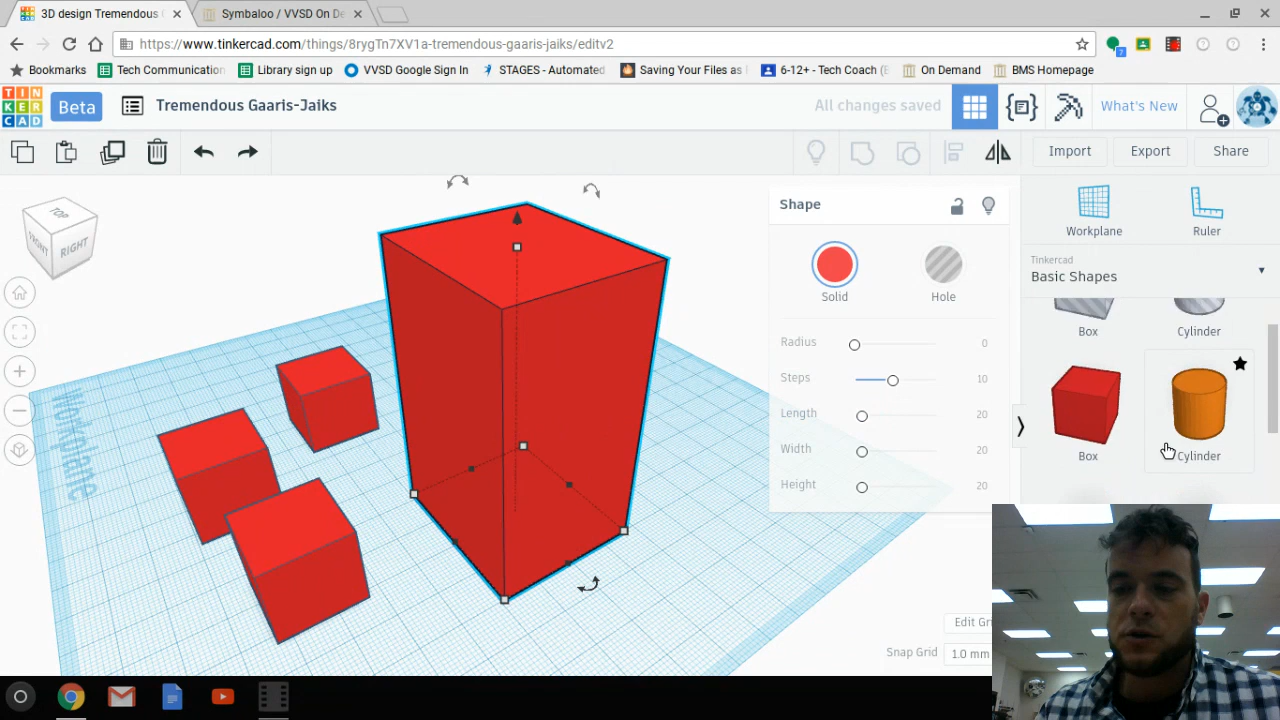 3D design Tremendous G
Symbaloo / VVSD On De
https://www.tinkercad.com/things/8rygTn7XV1a-tremendous-gaaris-jaiks/editv2
Bookmarks
Tech Communication
Library sign up
VVSD Google Sign In
STAGES - Automated
Saving Your Files as
6-12+ - Tech Coach (E
On Demand
BMS Homepage
7
TIN
KER
CAD
Beta
Tremendous Gaaris-Jaiks
All changes saved
What's New
Import
Export
Share
TOP
FRONT
RIGHT
Workplane
Shape
Solid
Hole
Radius 0
Steps 10
Length 20
Width 20
Height 20
Workplane
Ruler
Tinkercad
Basic Shapes
Box
Cylinder
Box
Cylinder
Edit Gr
Snap Grid 1.0 mm